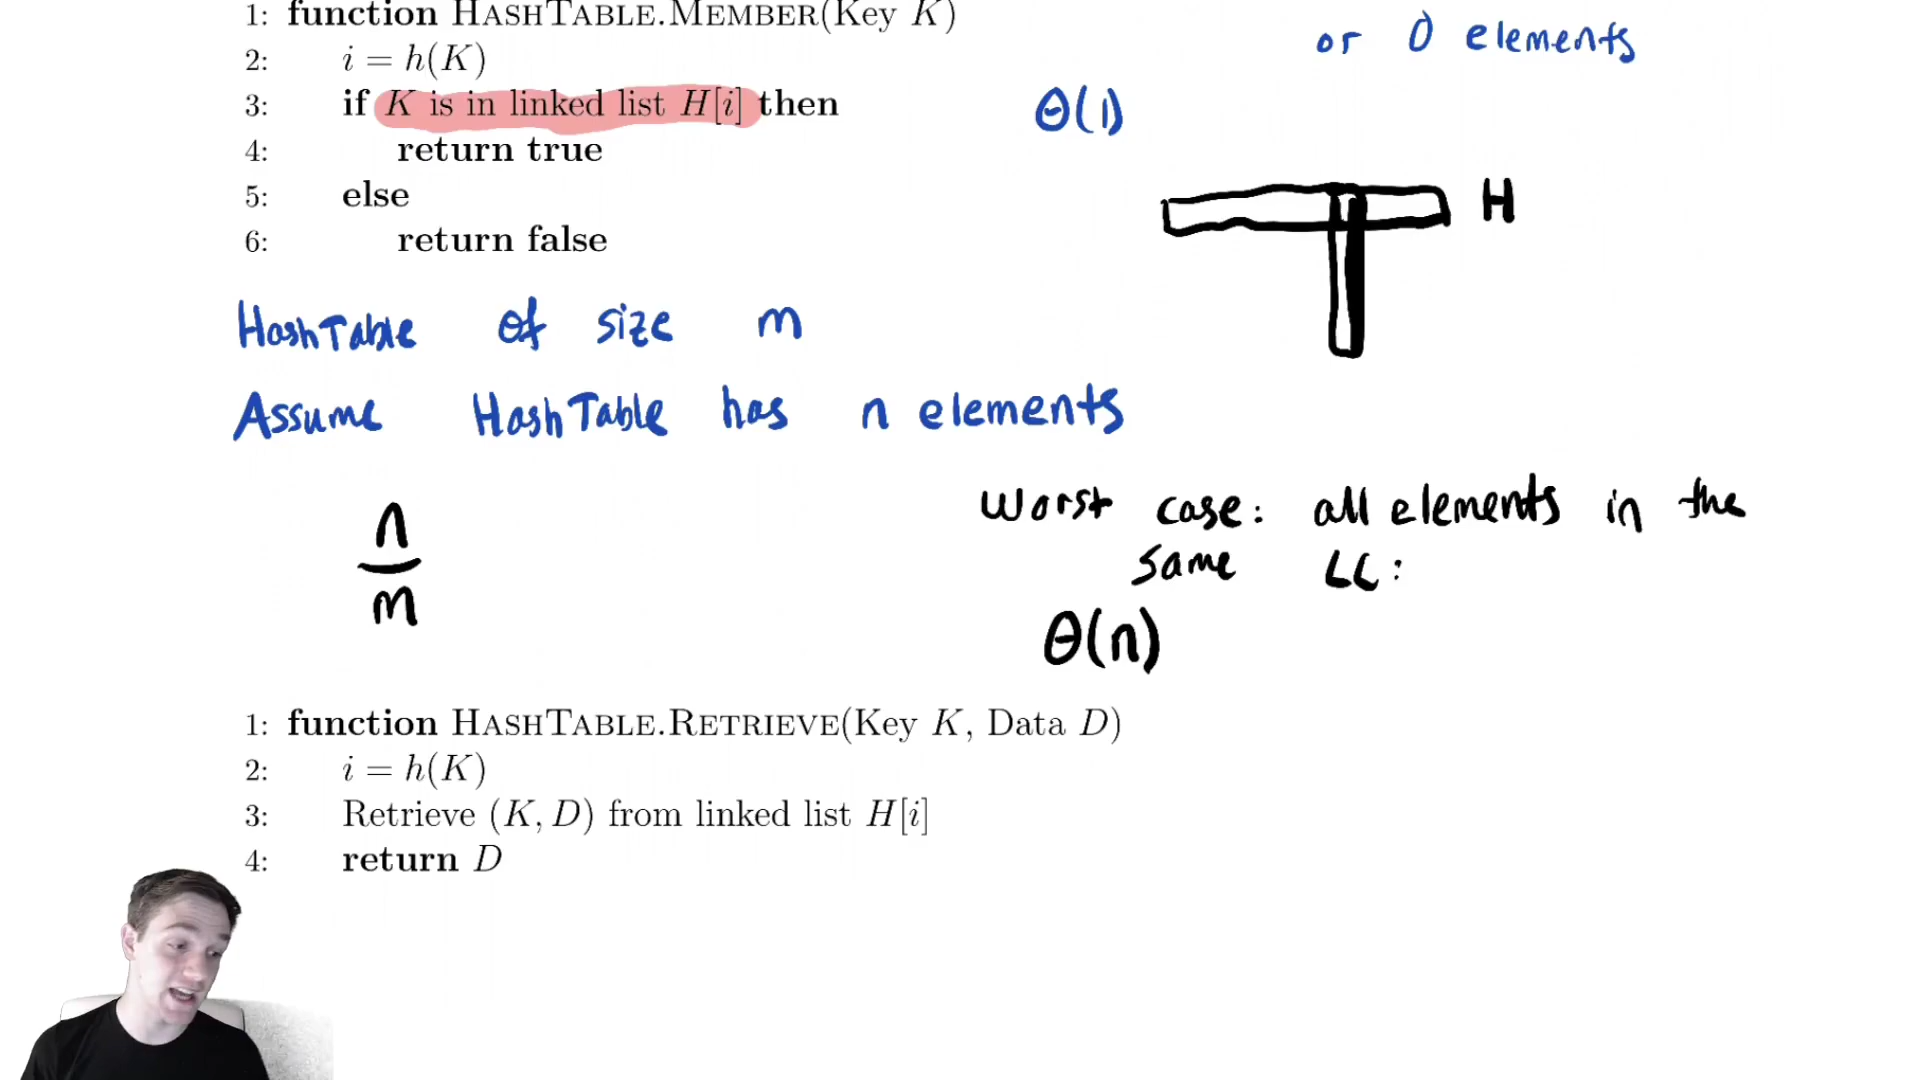 1: function HASHTABLE.MEMBER(Key K)
2: i = h(K)
3: if K is in linked list H[i] then
4: return true
5: else
6: return false
or 0 elements
Θ(1)
H
HashTable of size m
Assume HashTable has n elements
n
m
Worst case: all elements in the
same LL:
Θ(n)
1: function HASHTABLE.RETRIEVE(Key K, Data D)
2: i = h(K)
3: Retrieve (K, D) from linked list H[i]
4: return D